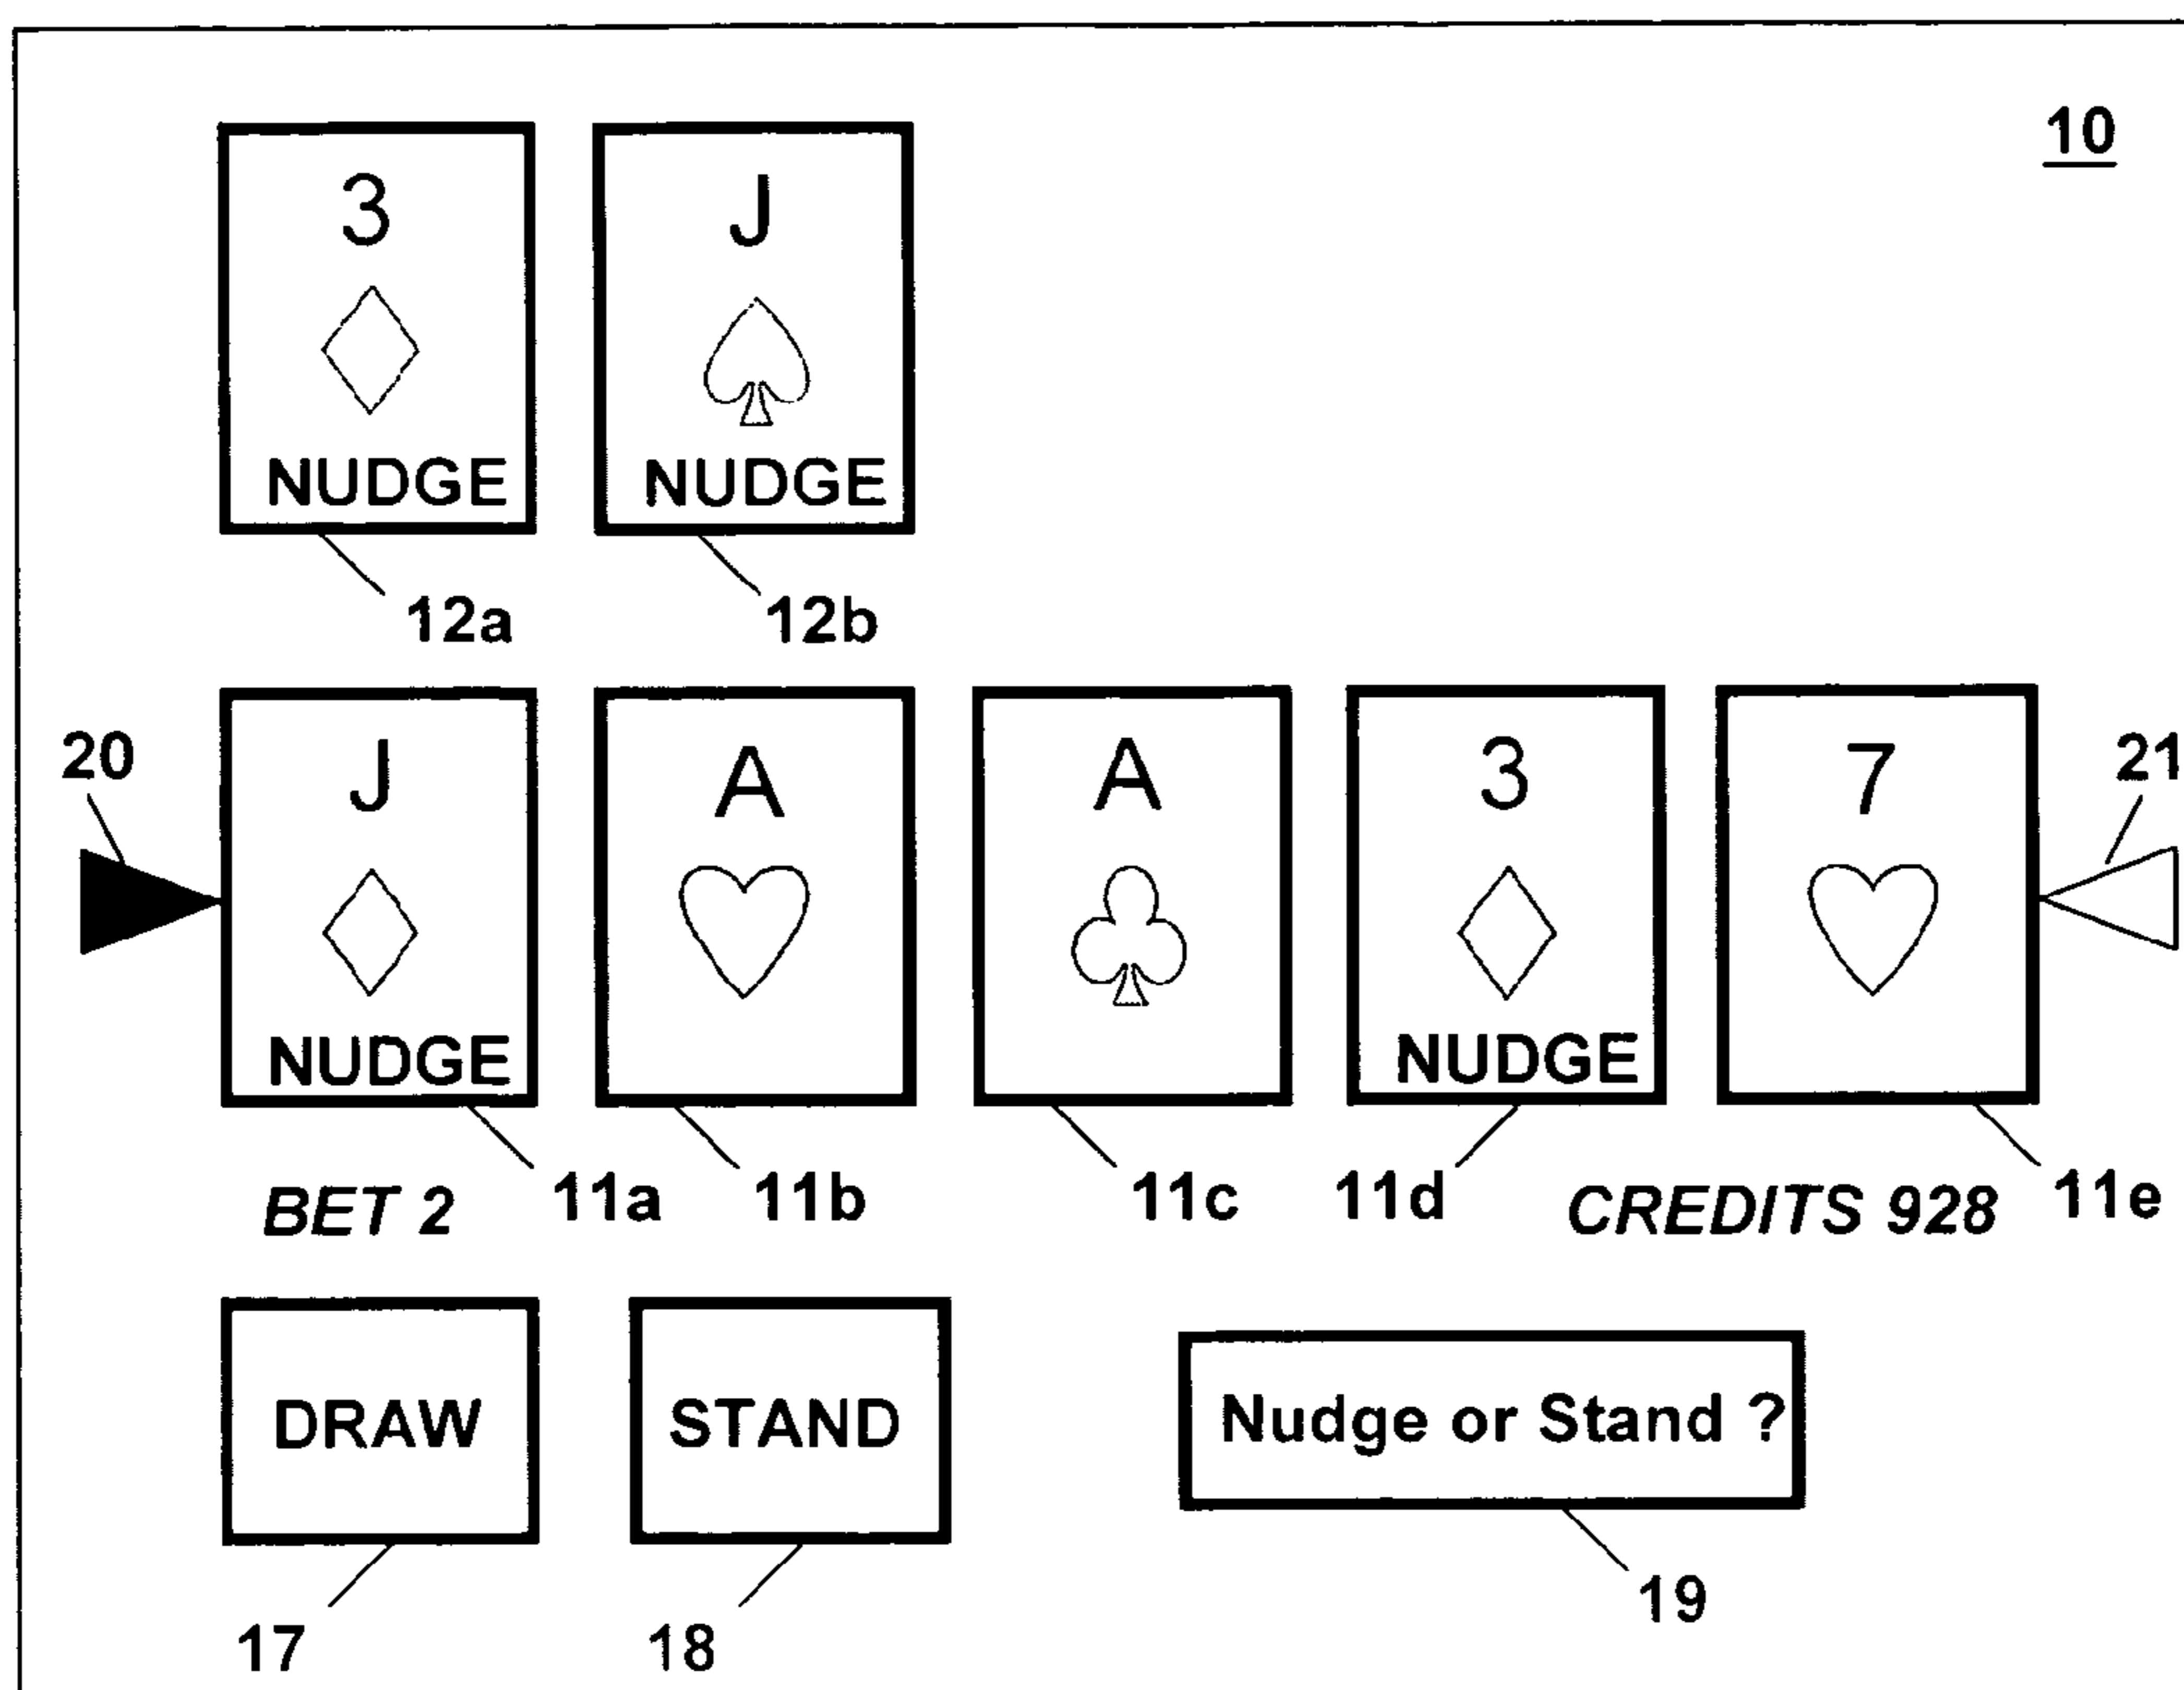 10
3 J
NUDGE NUDGE
12a 12b
20 J A A 3 7 21
NUDGE NUDGE
11a 11b 11c 11d 11e
BET 2 CREDITS 928
DRAW STAND Nudge or Stand ?
19
17 18